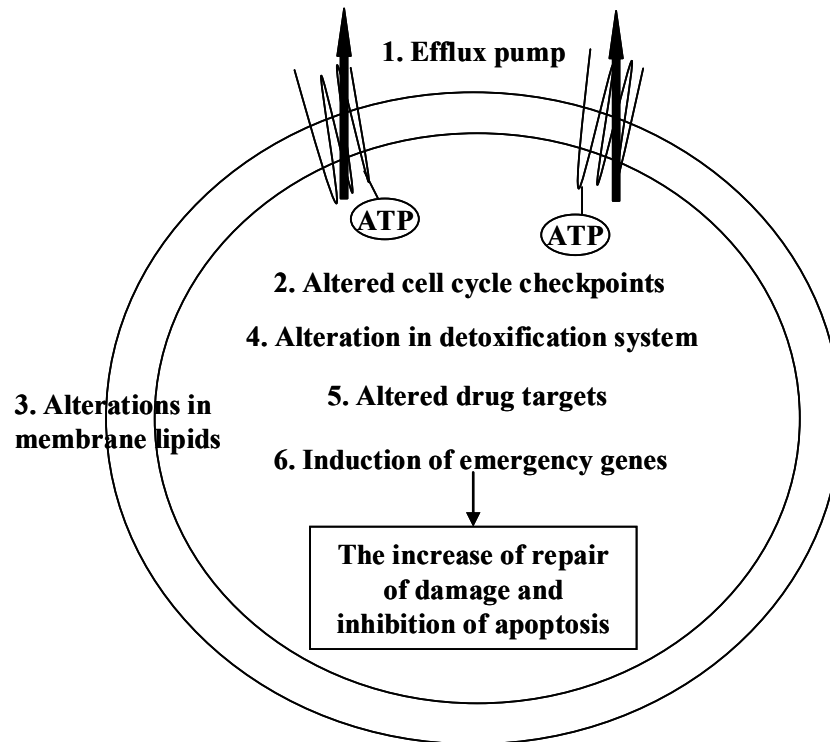 1. Efflux pump
ATP
ATP
2. Altered cell cycle checkpoints
4. Alteration in detoxification system
3. Alterations in
membrane lipids
5. Altered drug targets
6. Induction of emergency genes
The increase of repair
of damage and
inhibition of apoptosis